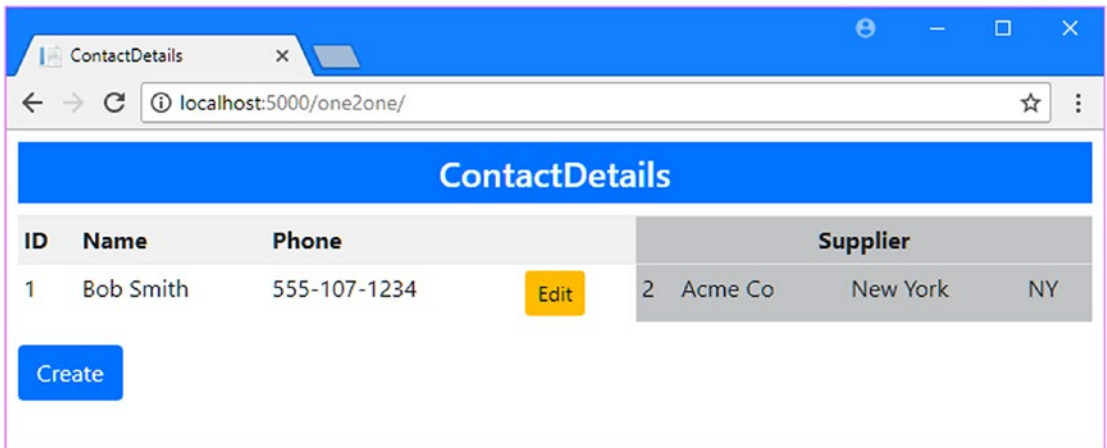 ContactDetails
localhost:5000/one2one/
ContactDetails
ID Name Phone Supplier
1 Bob Smith 555-107-1234 Edit 2 Acme Co New York NY
Create